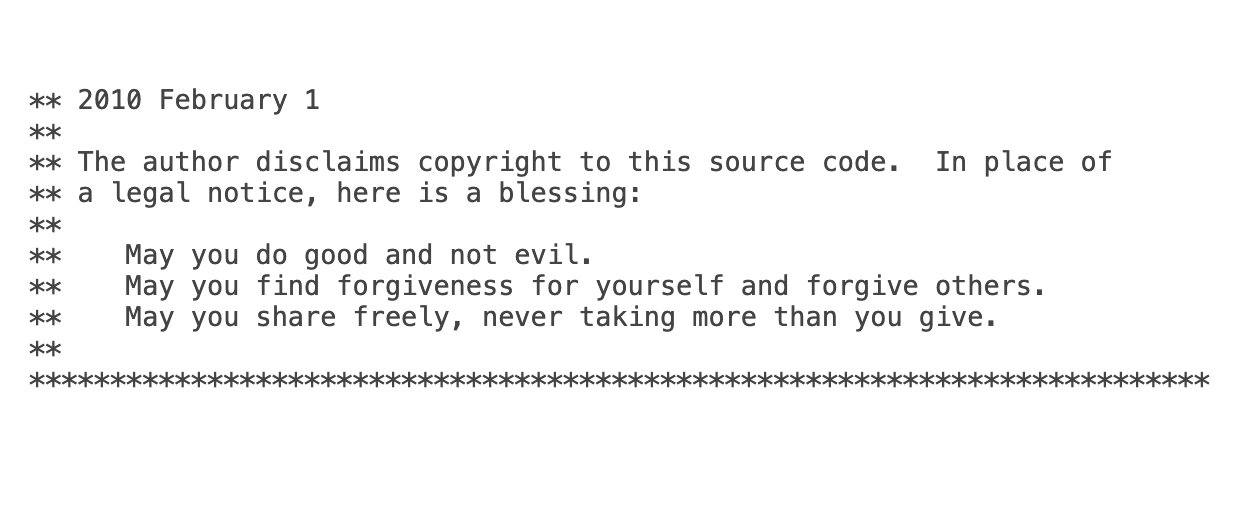 ** 2010 February 1
**
** The author disclaims copyright to this source code.  In place of
** a legal notice, here is a blessing:
**
**    May you do good and not evil.
**    May you find forgiveness for yourself and forgive others.
**    May you share freely, never taking more than you give.
**
*************************************************************************